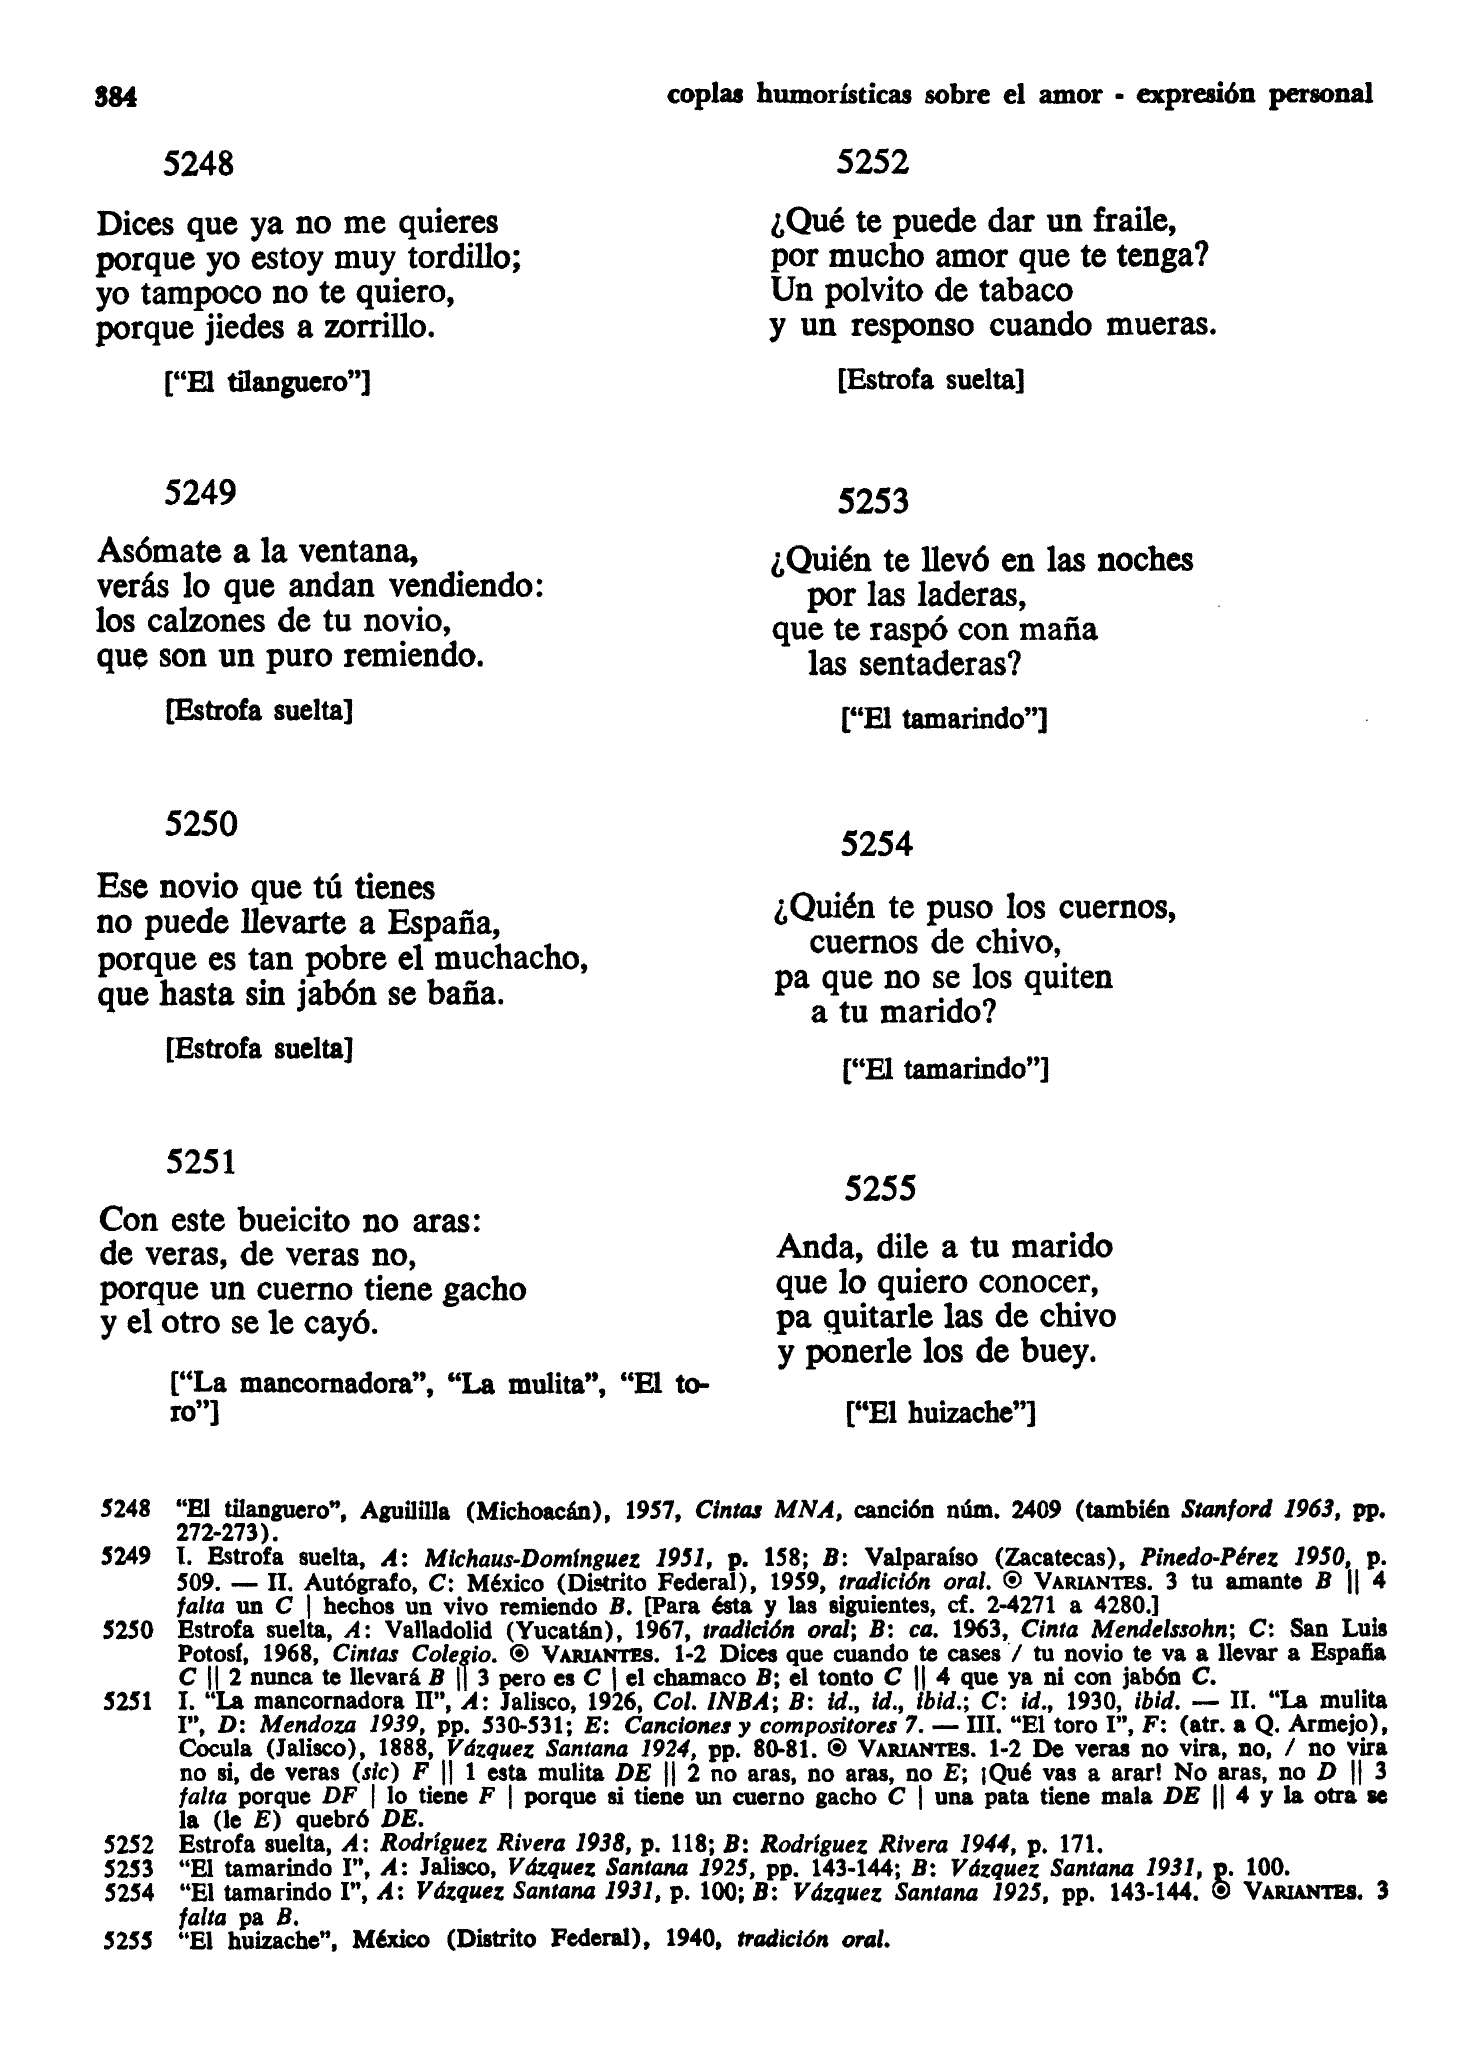 384 coplas humorísticas sobre el amor - expresión personal
5248
Dices que ya no me quieres
porque yo estoy muy tordillo;
yo tampoco no te quiero,
porque jiedes a zorrillo.
[“El tilanguero”]
5249
Asómate a la ventana,
verás lo que andan vendiendo:
los calzones de tu novio,
que son un puro remiendo.
[Estrofa suelta]
5250
Ese novio que tú tienes
no puede llevarte a España,
porque es tan pobre el muchacho,
que hasta sin jabón se baña.
[Estrofa suelta]
5251
Con este bueicito no aras:
de veras, de veras no,
porque un cuerno tiene gacho
y el otro se le cayó.
[“La mancornadora”, “La mulita”, “El to-
ro”]
5252
¿Qué te puede dar un fraile,
por mucho amor que te tenga?
Un polvito de tabaco
y un responso cuando mueras.
[Estrofa suelta]
5253
¿Quién te llevó en las noches
por las laderas,
que te raspó con maña
las sentaderas?
[“El tamarindo”]
5254
¿Quién te puso los cuernos,
cuernos de chivo,
pa que no se los quiten
a tu marido?
[“El tamarindo”]
5255
Anda, dile a tu marido
que lo quiero conocer,
pa quitarle las de chivo
y ponerle los de buey.
[“El huizache”]
5248 “El tilanguero”, Aguililla (Michoacán), 1957, Cintas MNA, canción núm. 2409 (también Stanford 1963, pp.
272-273).
5249 I. Estrofa suelta, A: Michaus-Domínguez 1951, p. 158; B: Valparaíso (Zacatecas), Pinedo-Pérez 1950, p.
509. — II. Autógrafo, C: México (Distrito Federal), 1959, tradición oral. ⊙ VARIANTES. 3 tu amante B || 4
falta un C | hechos un vivo remiendo B. [Para ésta y las siguientes, cf. 2-4271 a 4280.]
5250 Estrofa suelta, A: Valladolid (Yucatán), 1967, tradición oral; B: ca. 1963, Cinta Mendelssohn; C: San Luis
Potosí, 1968, Cintas Colegio. ⊙ VARIANTES. 1-2 Dices que cuando te cases / tu novio te va a llevar a España
C || 2 nunca te llevará B || 3 pero es C | el chamaco B; el tonto C || 4 que ya ni con jabón C.
5251 I. “La mancornadora II”, A: Jalisco, 1926, Col. INBA; B: id., id., ibid.; C: id., 1930, ibid. — II. “La mulita
I”, D: Mendoza 1939, pp. 530-531; E: Canciones y compositores 7. — III. “El toro I”, F: (atr. a Q. Armejo),
Cocula (Jalisco), 1888, Vázquez Santana 1924, pp. 80-81. ⊙ VARIANTES. 1-2 De veras no vira, no, / no vira
no si, de veras (sic) F || 1 esta mulita DE || 2 no aras, no aras, no E; ¡Qué vas a arar! No aras, no D || 3
falta porque DF | lo tiene F | porque si tiene un cuerno gacho C | una pata tiene mala DE || 4 y la otra se
la (le E) quebró DE.
5252 Estrofa suelta, A: Rodríguez Rivera 1938, p. 118; B: Rodríguez Rivera 1944, p. 171.
5253 “El tamarindo I”, A: Jalisco, Vázquez Santana 1925, pp. 143-144; B: Vázquez Santana 1931, p. 100.
5254 “El tamarindo I”, A: Vázquez Santana 1931, p. 100; B: Vázquez Santana 1925, pp. 143-144. ⊙ VARIANTES. 3
falta pa B.
5255 “El huizache”, México (Distrito Federal), 1940, tradición oral.